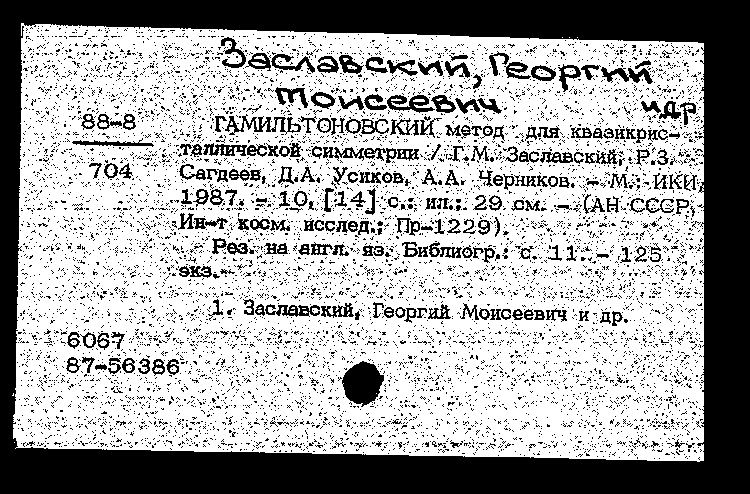 Заславский, Георгий
Моисеевич и др
88-8
704
ГАМИЛЬТОНОВСКИЙ метод для квазикрис-
таллической симметрии / Г.М. Заславский, Р.З.
Сагдеев, Д.А. Усиков, А.А. Черников. - М.: ИКИ,
1987. - 10, [14] с.: ил.; 29 см. - (АН СССР,
Ин-т косм. исслед.; Пр-1229).
Рез. на англ. яз. Библиогр.: с. 11. - 125
экз.
1. Заславский, Георгий Моисеевич и др.
6067
87-56386